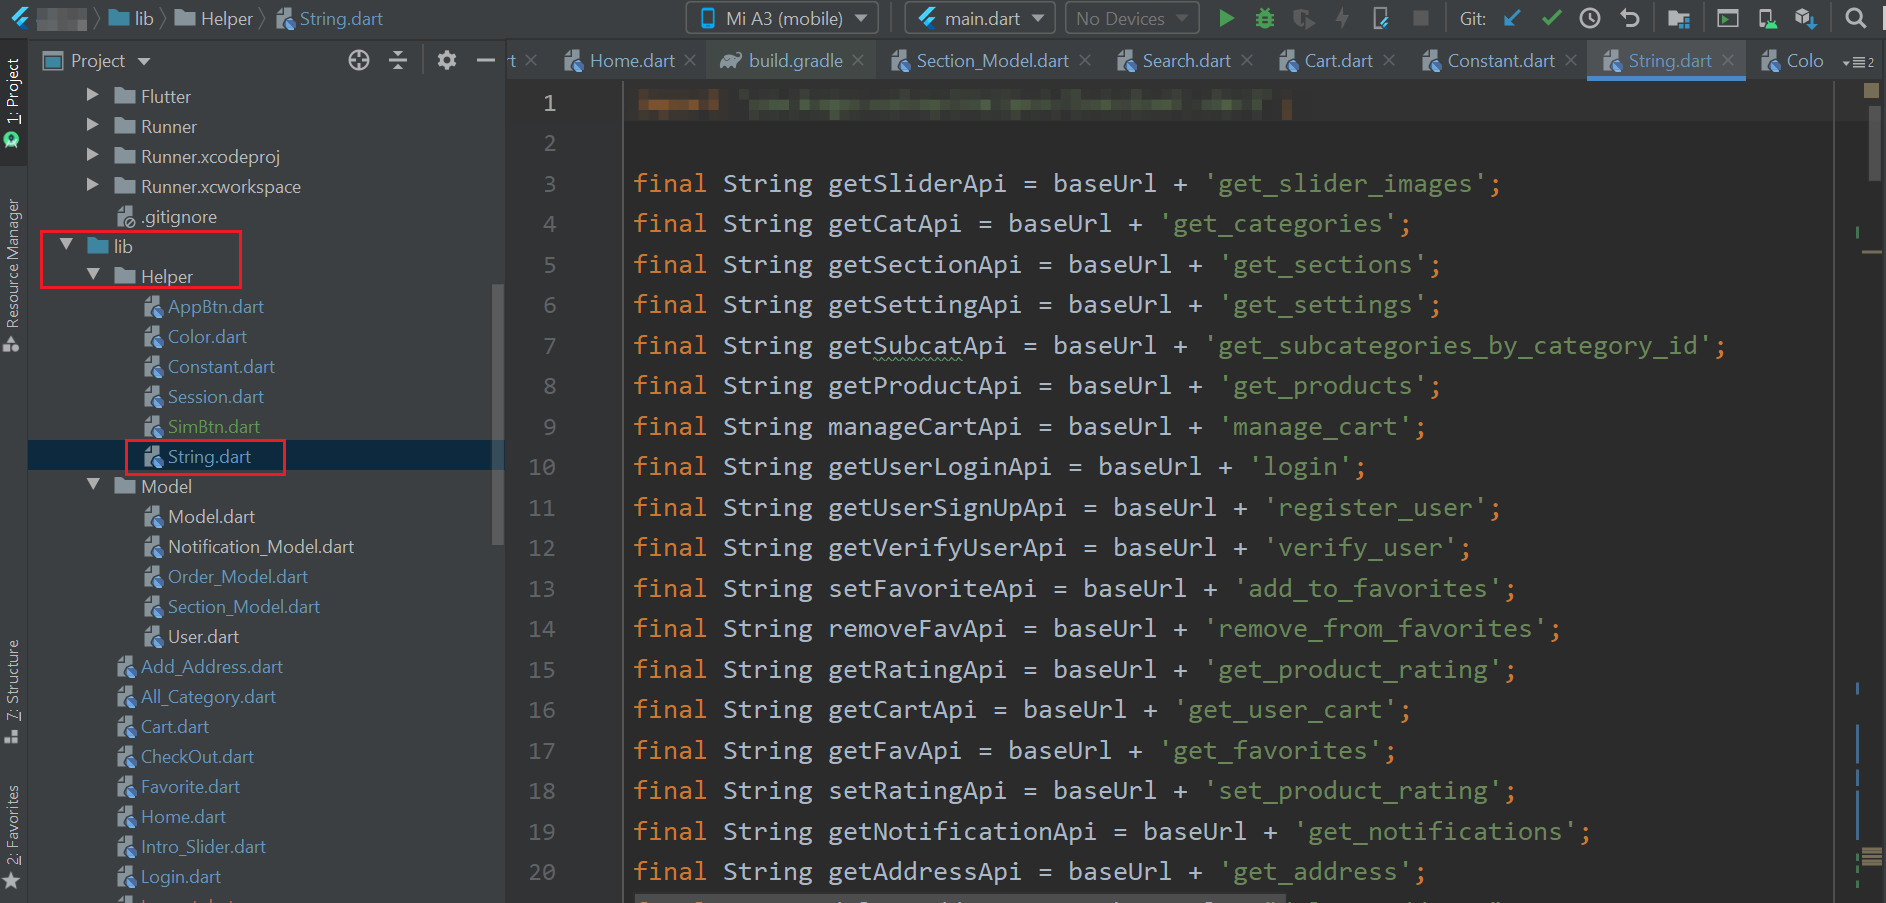 lib Helper String.dart Mi A3 (mobile) main.dart No Devices Git:
Project rt Home.dart build.gradle Section_Model.dart Search.dart Cart.dart Constant.dart String.dart Colo 2
1: Project
Resource Manager
7: Structure
2: Favorites
Flutter
Runner
Runner.xcodeproj
Runner.xcworkspace
.gitignore
lib
Helper
AppBtn.dart
Color.dart
Constant.dart
Session.dart
SimBtn.dart
String.dart
Model
Model.dart
Notification_Model.dart
Order_Model.dart
Section_Model.dart
User.dart
Add_Address.dart
All_Category.dart
Cart.dart
CheckOut.dart
Favorite.dart
Home.dart
Intro_Slider.dart
Login.dart
1
2
3 final String getSliderApi = baseUrl + 'get_slider_images';
4 final String getCatApi = baseUrl + 'get_categories';
5 final String getSectionApi = baseUrl + 'get_sections';
6 final String getSettingApi = baseUrl + 'get_settings';
7 final String getSubcatApi = baseUrl + 'get_subcategories_by_category_id';
8 final String getProductApi = baseUrl + 'get_products';
9 final String manageCartApi = baseUrl + 'manage_cart';
10 final String getUserLoginApi = baseUrl + 'login';
11 final String getUserSignUpApi = baseUrl + 'register_user';
12 final String getVerifyUserApi = baseUrl + 'verify_user';
13 final String setFavoriteApi = baseUrl + 'add_to_favorites';
14 final String removeFavApi = baseUrl + 'remove_from_favorites';
15 final String getRatingApi = baseUrl + 'get_product_rating';
16 final String getCartApi = baseUrl + 'get_user_cart';
17 final String getFavApi = baseUrl + 'get_favorites';
18 final String setRatingApi = baseUrl + 'set_product_rating';
19 final String getNotificationApi = baseUrl + 'get_notifications';
20 final String getAddressApi = baseUrl + 'get_address';